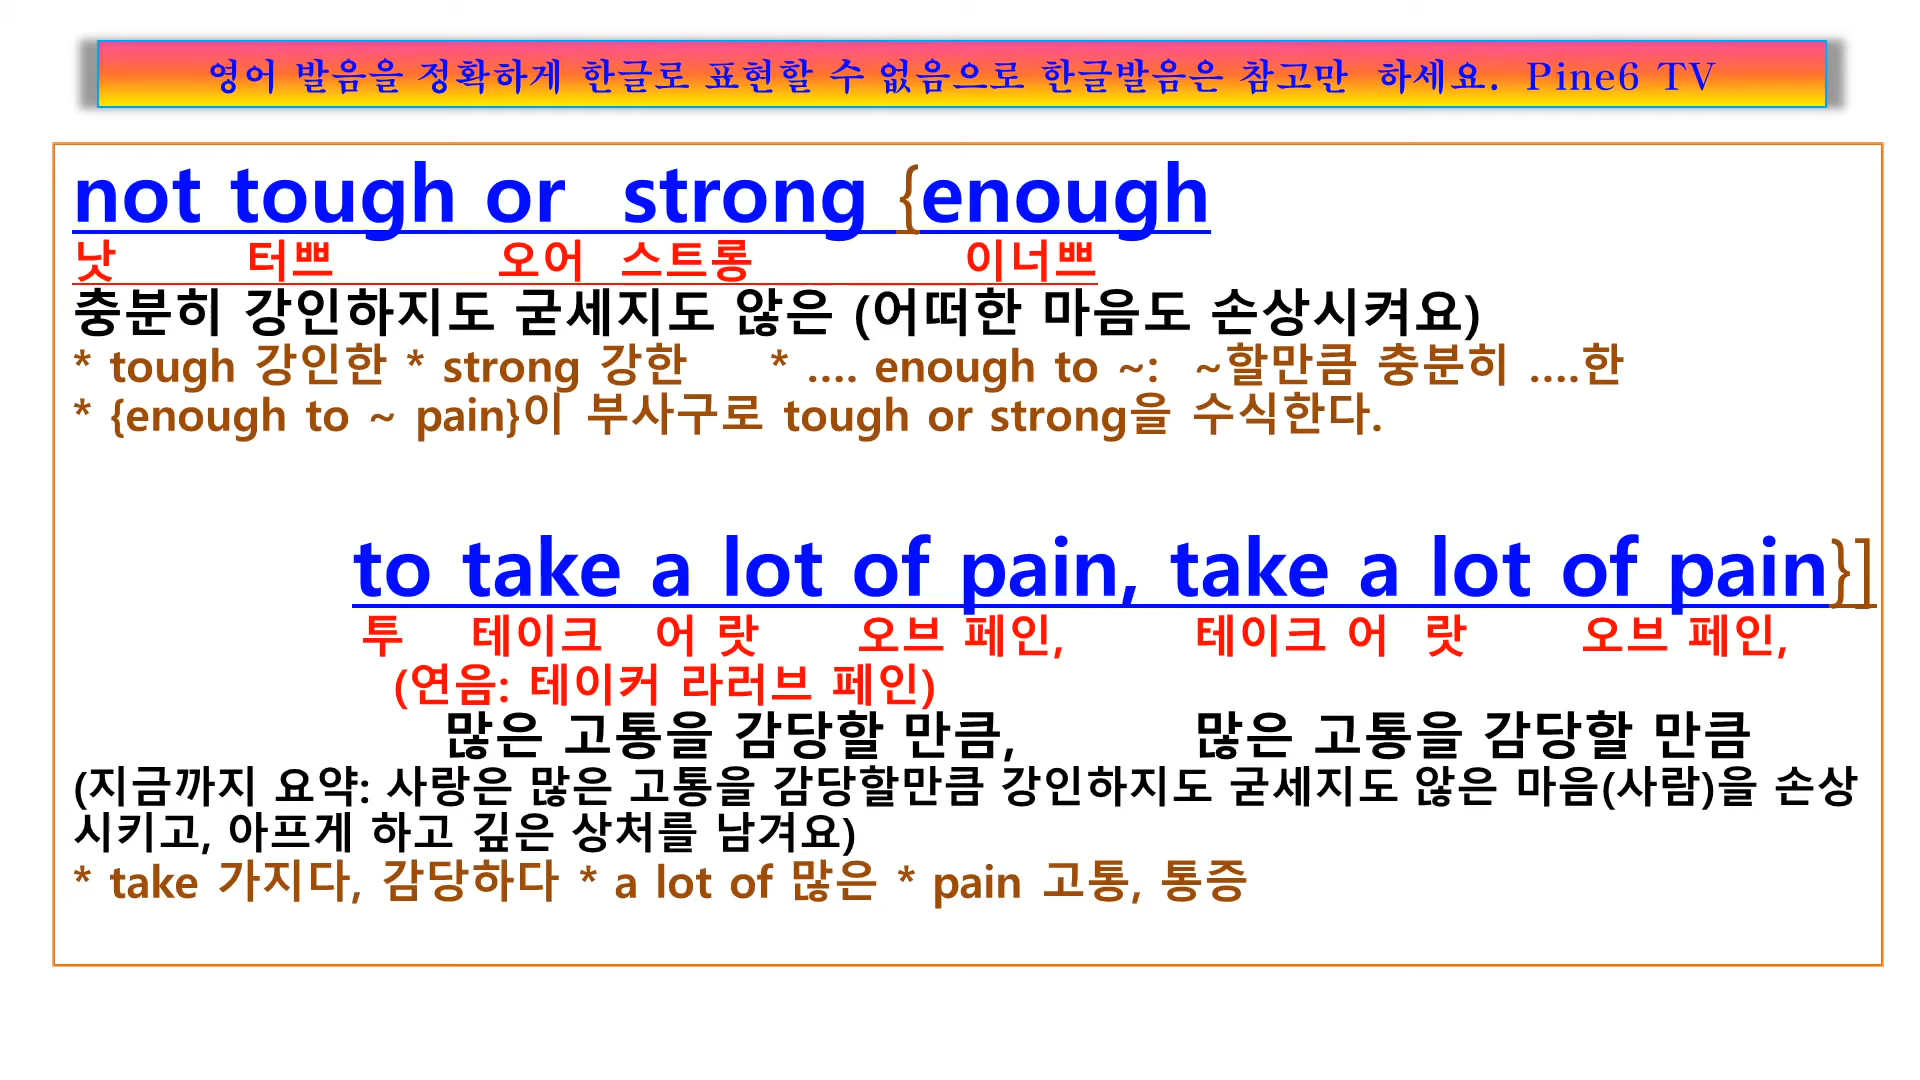 영어 발음을 정확하게 한글로 표현할 수 없음으로 한글발음은 참고만 하세요. Pine6 TV
not tough or strong {enough
낫 터쁘 오어 스트롱 이너쁘
충분히 강인하지도 굳세지도 않은 (어떠한 마음도 손상시켜요)
* tough 강인한 * strong 강한 * .... enough to ~: ~할만큼 충분히 ....한
* {enough to ~ pain}이 부사구로 tough or strong을 수식한다.
to take a lot of pain, take a lot of pain}]
투 테이크 어 랏 오브 페인, 테이크 어 랏 오브 페인,
(연음: 테이커 라러브 페인)
많은 고통을 감당할 만큼, 많은 고통을 감당할 만큼
(지금까지 요약: 사랑은 많은 고통을 감당할만큼 강인하지도 굳세지도 않은 마음(사람)을 손상
시키고, 아프게 하고 깊은 상처를 남겨요)
* take 가지다, 감당하다 * a lot of 많은 * pain 고통, 통증